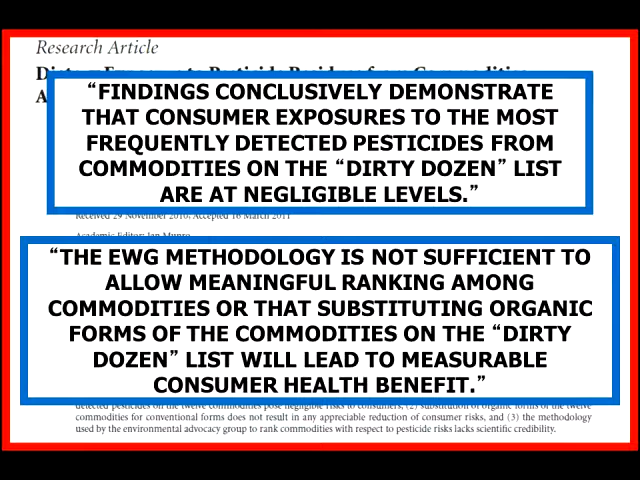 Research Article
“FINDINGS CONCLUSIVELY DEMONSTRATE
THAT CONSUMER EXPOSURES TO THE MOST
FREQUENTLY DETECTED PESTICIDES FROM
COMMODITIES ON THE “DIRTY DOZEN” LIST
ARE AT NEGLIGIBLE LEVELS.”
Received 29 November 2010; Accepted 16 March 2011
Academic Editor: Ian Munro
“THE EWG METHODOLOGY IS NOT SUFFICIENT TO
ALLOW MEANINGFUL RANKING AMONG
COMMODITIES OR THAT SUBSTITUTING ORGANIC
FORMS OF THE COMMODITIES ON THE “DIRTY
DOZEN” LIST WILL LEAD TO MEASURABLE
CONSUMER HEALTH BENEFIT.”
detected pesticides on the twelve commodities pose negligible risks to consumers, (2) substitution of organic forms of the twelve
commodities for conventional forms does not result in any appreciable reduction of consumer risks, and (3) the methodology
used by the environmental advocacy group to rank commodities with respect to pesticide risks lacks scientific credibility.